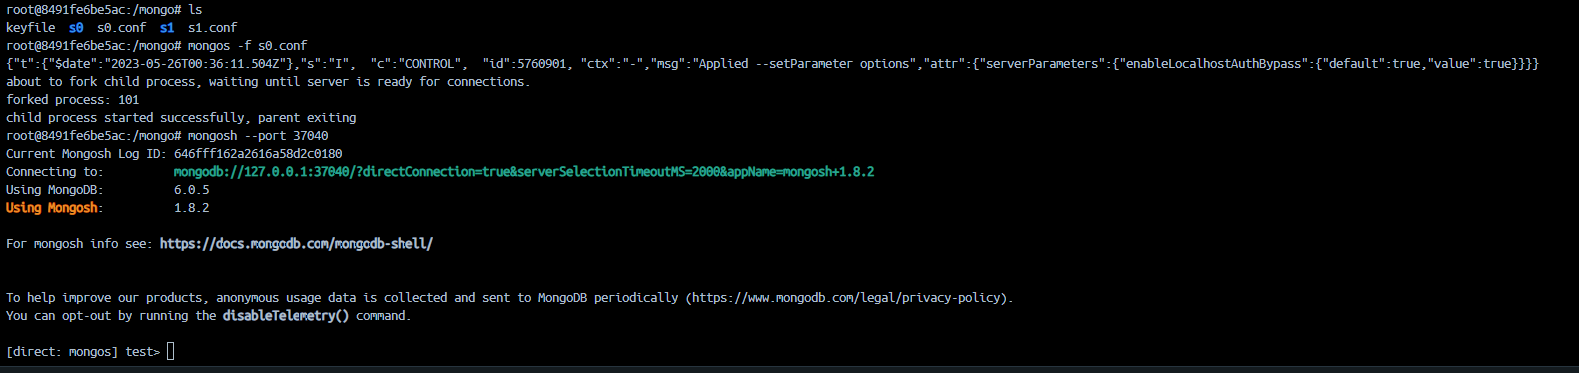 root@8491fe6be5ac:/mongo# ls
keyfile  s0  s0.conf  s1  s1.conf
root@8491fe6be5ac:/mongo# mongos -f s0.conf
{"t":{"$date":"2023-05-26T00:36:11.504Z"},"s":"I",  "c":"CONTROL",  "id":5760901, "ctx":"-","msg":"Applied --setParameter options","attr":{"serverParameters":{"enableLocalhostAuthBypass":{"default":true,"value":true}}}}
about to fork child process, waiting until server is ready for connections.
forked process: 101
child process started successfully, parent exiting
root@8491fe6be5ac:/mongo# mongosh --port 37040
Current Mongosh Log ID: 646fff162a2616a58d2c0180
Connecting to:          mongodb://127.0.0.1:37040/?directConnection=true&serverSelectionTimeoutMS=2000&appName=mongosh+1.8.2
Using MongoDB:          6.0.5
Using Mongosh:          1.8.2
For mongosh info see: https://docs.mongodb.com/mongodb-shell/
To help improve our products, anonymous usage data is collected and sent to MongoDB periodically (https://www.mongodb.com/legal/privacy-policy).
You can opt-out by running the disableTelemetry() command.
[direct: mongos] test>